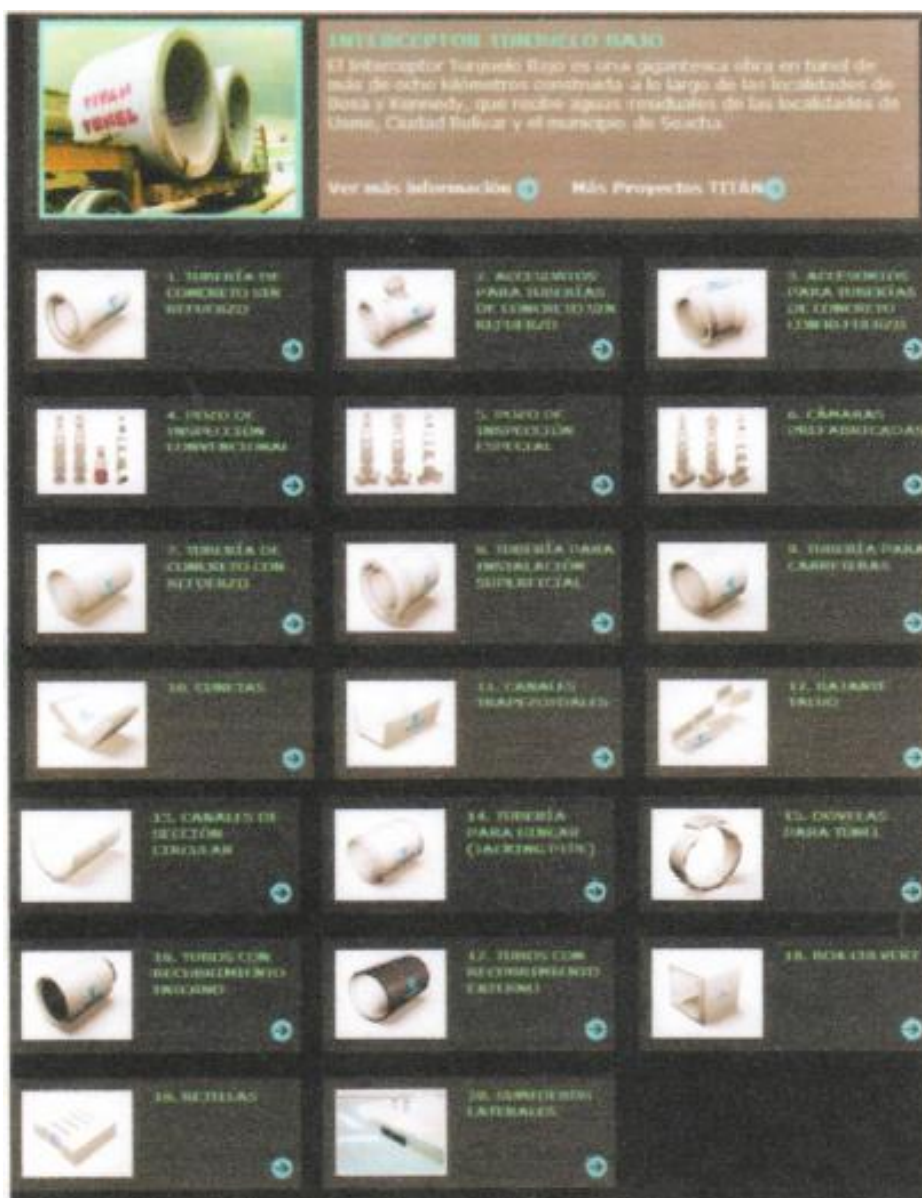 TITAN
TUNEL
INTERCEPTOR TUNJUELO BAJO
El Interceptor Tunjuelo Bajo es una gigantesca obra en tunel de
más de ocho kilómetros construida a lo largo de las localidades de
Bosa y Kennedy, que recibe aguas residuales de las localidades de
Usme, Ciudad Bolívar y el municipio de Soacha.
Ver más información
Más Proyectos TITÁN
1. TUBERÍA DE
CONCRETO SIN
REFUERZO
2. ACCESORIOS
PARA TUBERÍAS
DE CONCRETO SIN
REFUERZO
3. ACCESORIOS
PARA TUBERÍAS
DE CONCRETO
CON REFUERZO
4. POZO DE
INSPECCIÓN
CONVENCIONAL
5. POZO DE
INSPECCIÓN
ESPECIAL
6. CÁMARAS
PREFABRICADAS
7. TUBERÍA DE
CONCRETO CON
REFUERZO
8. TUBERÍA PARA
INSTALACIÓN
SUPERFICIAL
9. TUBERÍA PARA
CARRETERAS
10. CUNETAS
11. CANALES
TRAPEZOIDALES
12. BAJANTE
TALUD
13. CANALES DE
SECCIÓN
CIRCULAR
14. TUBERÍA
PARA HINCAR
(JACKING PIPE)
15. DOVELAS
PARA TUNEL
16. TUBOS CON
RECUBRIMIENTO
INTERNO
17. TUBOS CON
RECUBRIMIENTO
EXTERNO
18. BOX CULVERT
19. REJILLAS
20. SUMIDEROS
LATERALES